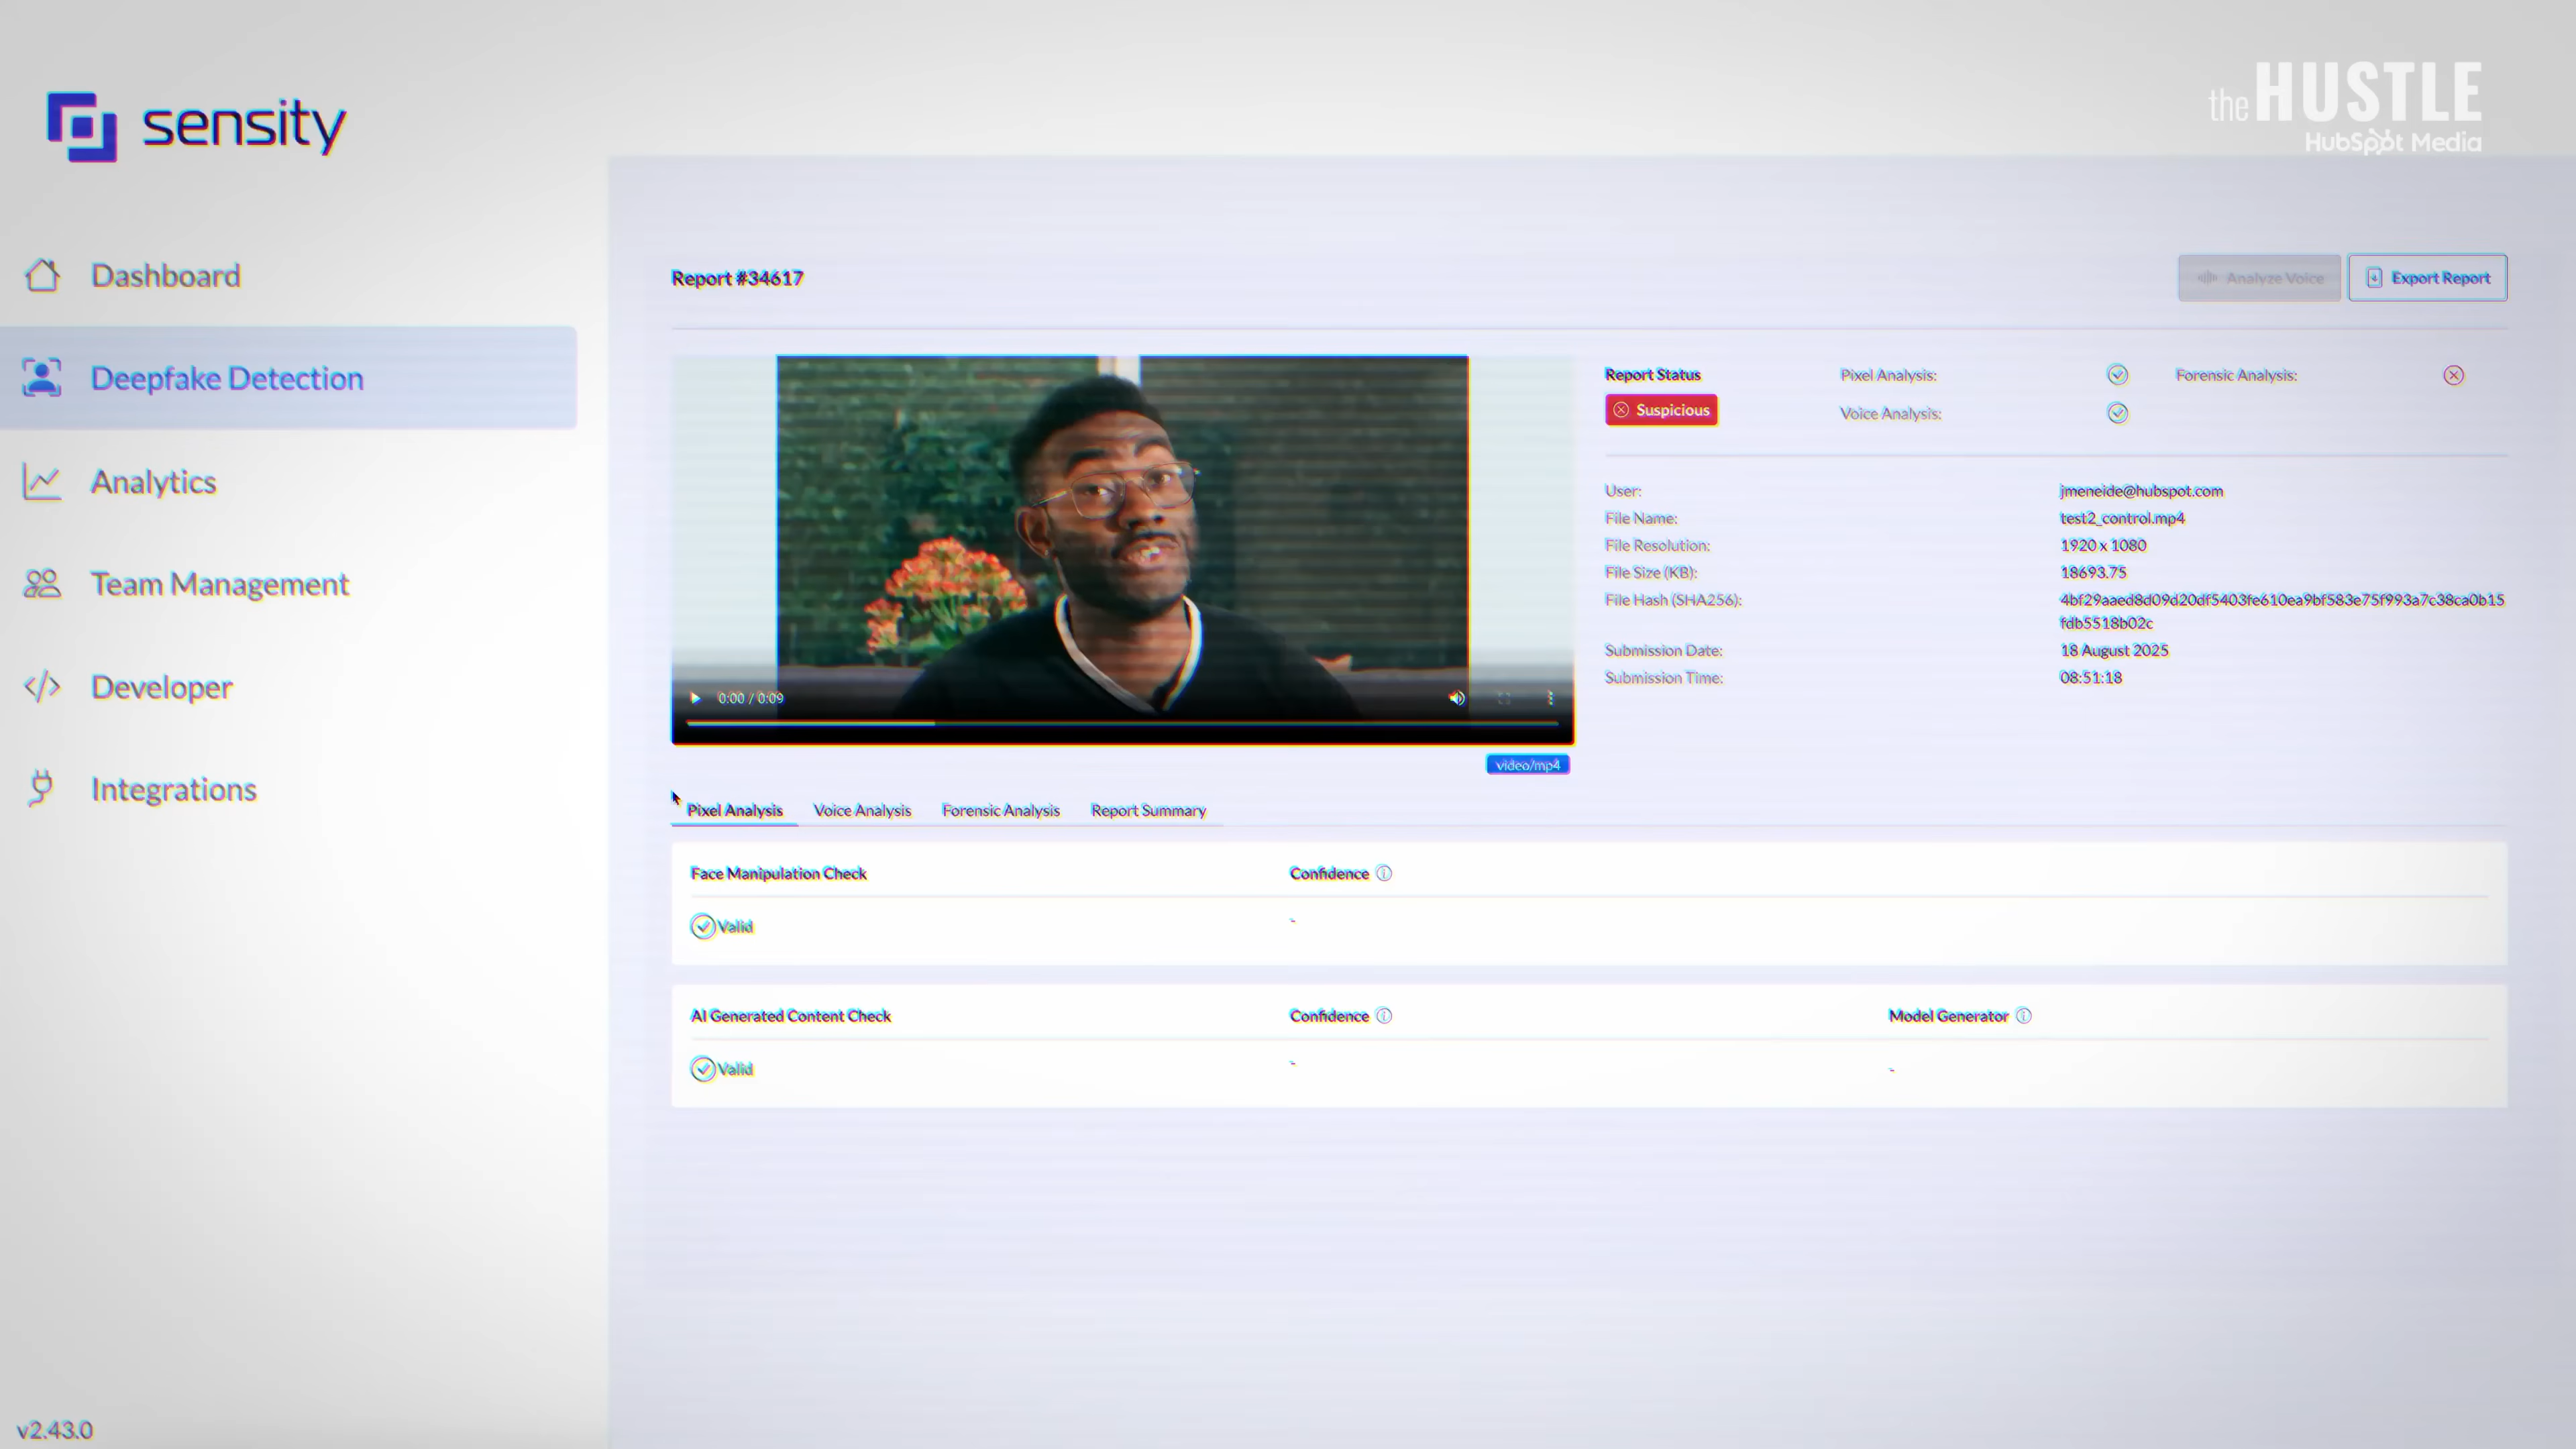 sensity
the HUSTLE
HubSpot Media
Dashboard
Deepfake Detection
Analytics
Team Management
Developer
Integrations
v2.43.0
Report #34617
Analyze Voice
Export Report
0:00 / 0:09
video/mp4
Report Status
Suspicious
Pixel Analysis:
Forensic Analysis:
Voice Analysis:
User: jmeneide@hubspot.com
File Name: test2_control.mp4
File Resolution: 1920 x 1080
File Size (KB): 18693.75
File Hash (SHA256): 4bf29aaed8d09d20df5403fe610ea9bf583e75f993a7c38ca0b15
fdb5518b02c
Submission Date: 18 August 2025
Submission Time: 08:51:18
Pixel Analysis Voice Analysis Forensic Analysis Report Summary
Face Manipulation Check Confidence
Valid -
AI Generated Content Check Confidence Model Generator
Valid - -